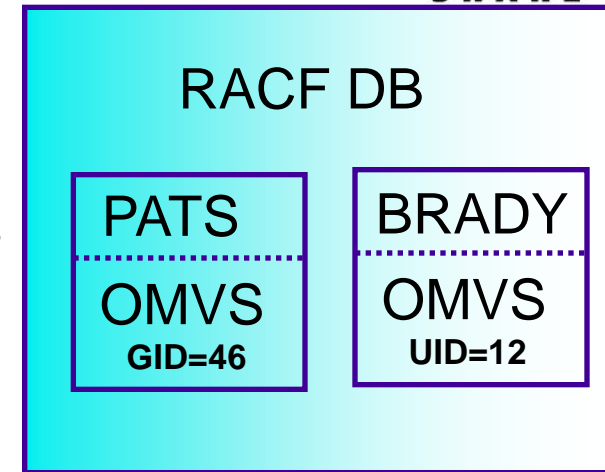 RACF DB
PATS
OMVS
GID=46
BRADY
OMVS
UID=12